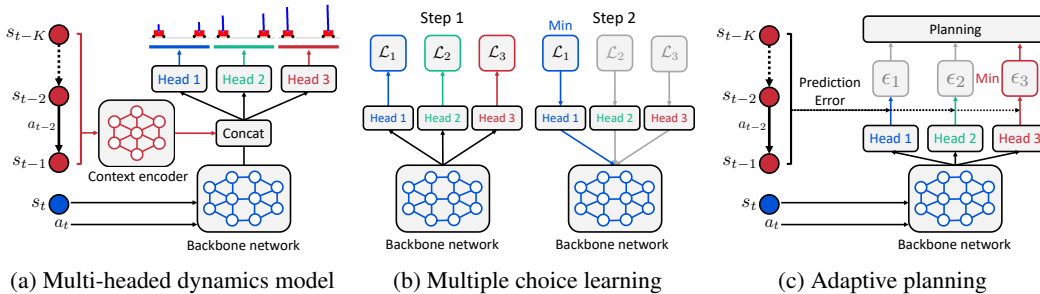 s_{t-K}
s_{t-2}
a_{t-2}
s_{t-1}
s_t
a_t
Head 1
Head 2
Head 3
Concat
Context encoder
Backbone network
(a) Multi-headed dynamics model
Step 1
Step 2
Min
ℒ_1
ℒ_2
ℒ_3
ℒ_1
ℒ_2
ℒ_3
Head 1
Head 2
Head 3
Head 1
Head 2
Head 3
Backbone network
Backbone network
(b) Multiple choice learning
s_{t-K}
s_{t-2}
a_{t-2}
s_{t-1}
s_t
a_t
Planning
Prediction
Error
ϵ_1
ϵ_2
Min
ϵ_3
Head 1
Head 2
Head 3
Backbone network
(c) Adaptive planning